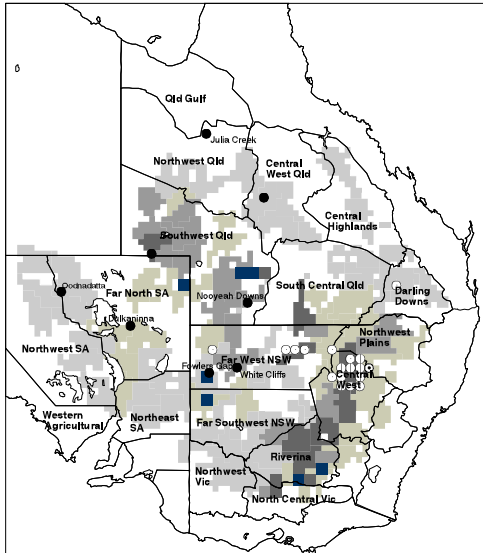 Qld Gulf
Julia Creek
Northwest Qld
Central
West Qld
Central
Highlands
Southwest Qld
South Central Qld
Oodnadatta
Far North SA
Nooyeah Downs
Darling
Downs
Dulkaninna
Northwest
Plains
Northwest SA
Far West NSW
Fowlers Gap
White Cliffs
Central
West
Western
Agricultural
Northeast
SA
Far Southwest NSW
Riverina
Northwest
Vic
North Central Vic